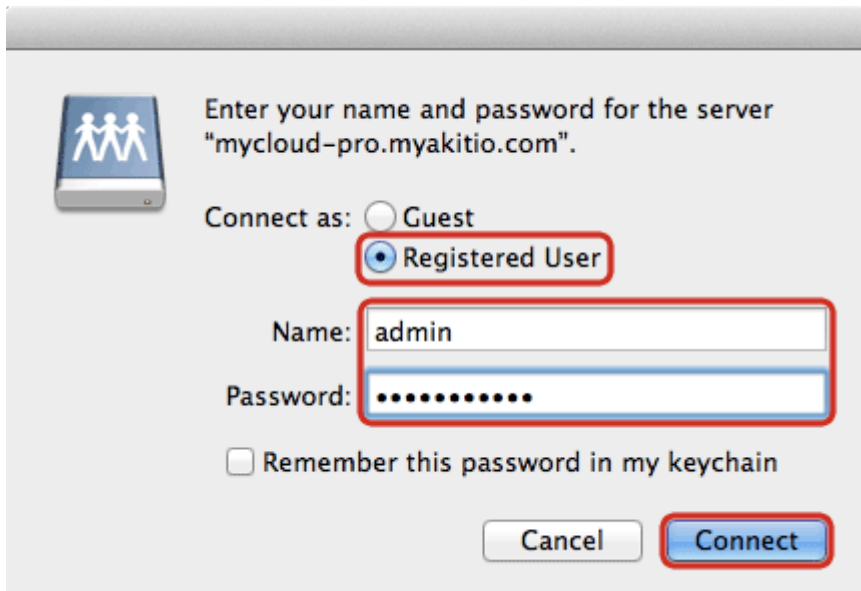 Enter your name and password for the server
“mycloud-pro.myakitio.com”.
Connect as: Guest
Registered User
Name: admin
Password: •••••••••••
Remember this password in my keychain
Cancel Connect